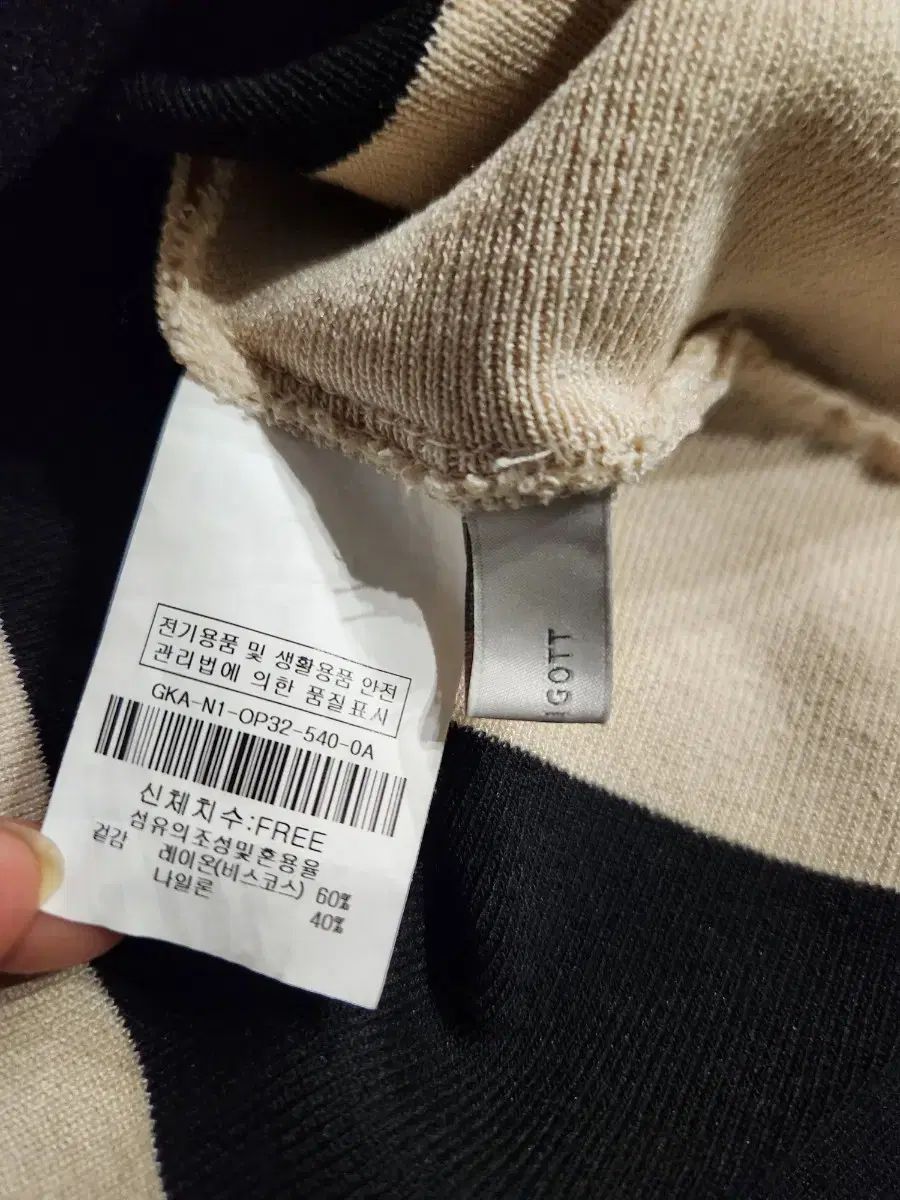 전기용품 및 생활용품 안전
관리법에 의한 품질표시
GKA-N1-OP32-540-0A
신체치수:FREE
섬유의조성및혼용율
겉감 레이온(비스코스) 60%
나일론 40%
IGOTT